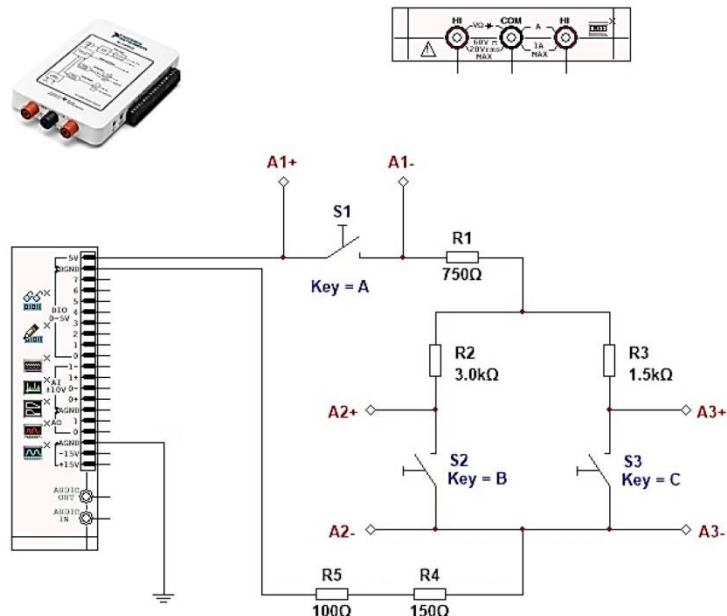 HI VΩ COM A HI
60V
20Vrms
MAX
1A
MAX
A1+
A1-
S1
Key = A
R1
750Ω
R2
3.0kΩ
R3
1.5kΩ
A2+
A3+
S2
Key = B
S3
Key = C
A2-
A3-
R5
100Ω
R4
150Ω
5V
DGND
7
6
5
4
3
2
1
0
DIO
0-5V
1-
1+
0-
0+
AI
±10V
AGND
1
0
AO
AGND
-15V
+15V
AUDIO
OUT
AUDIO
IN